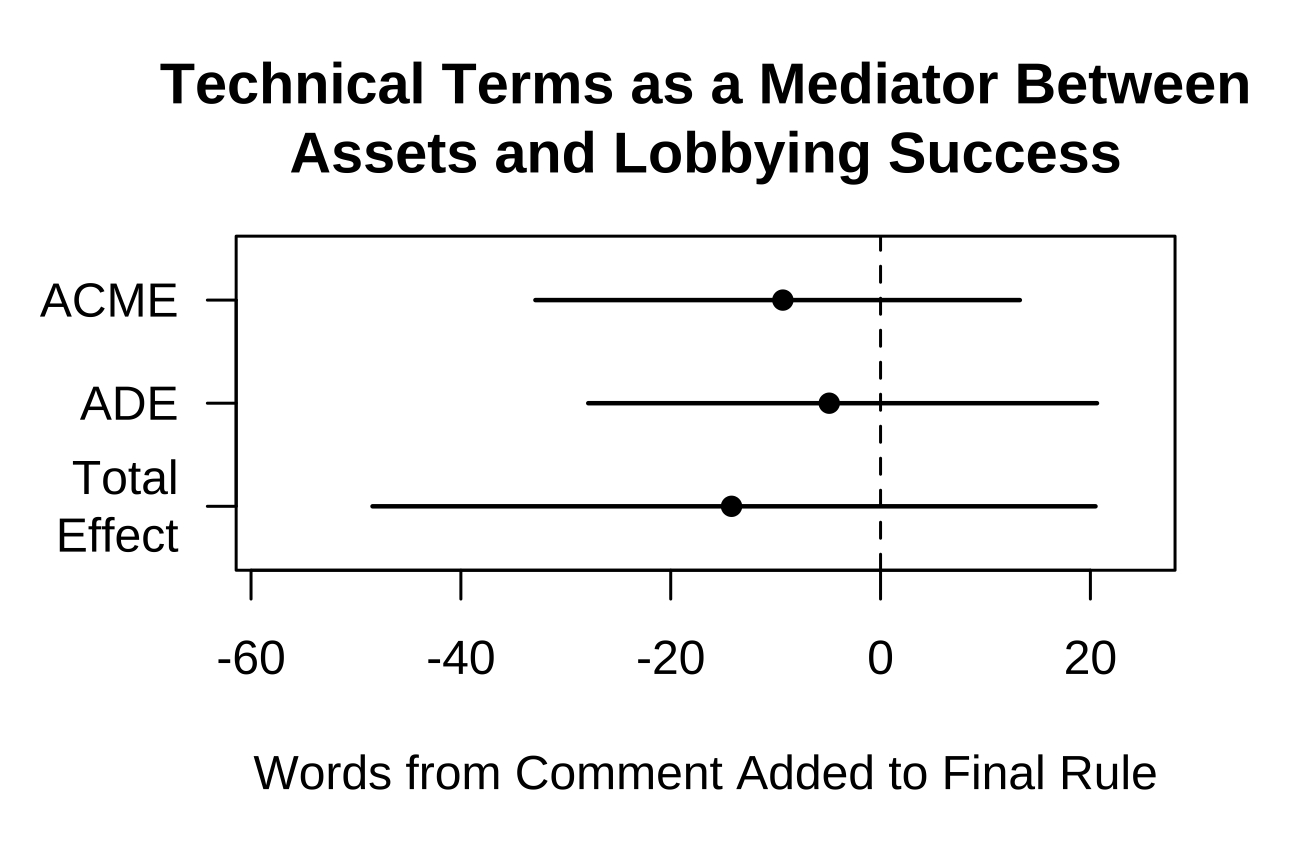 Technical Terms as a Mediator Between
Assets and Lobbying Success
ACME
ADE
Total
Effect
-60 -40 -20 0 20
Words from Comment Added to Final Rule